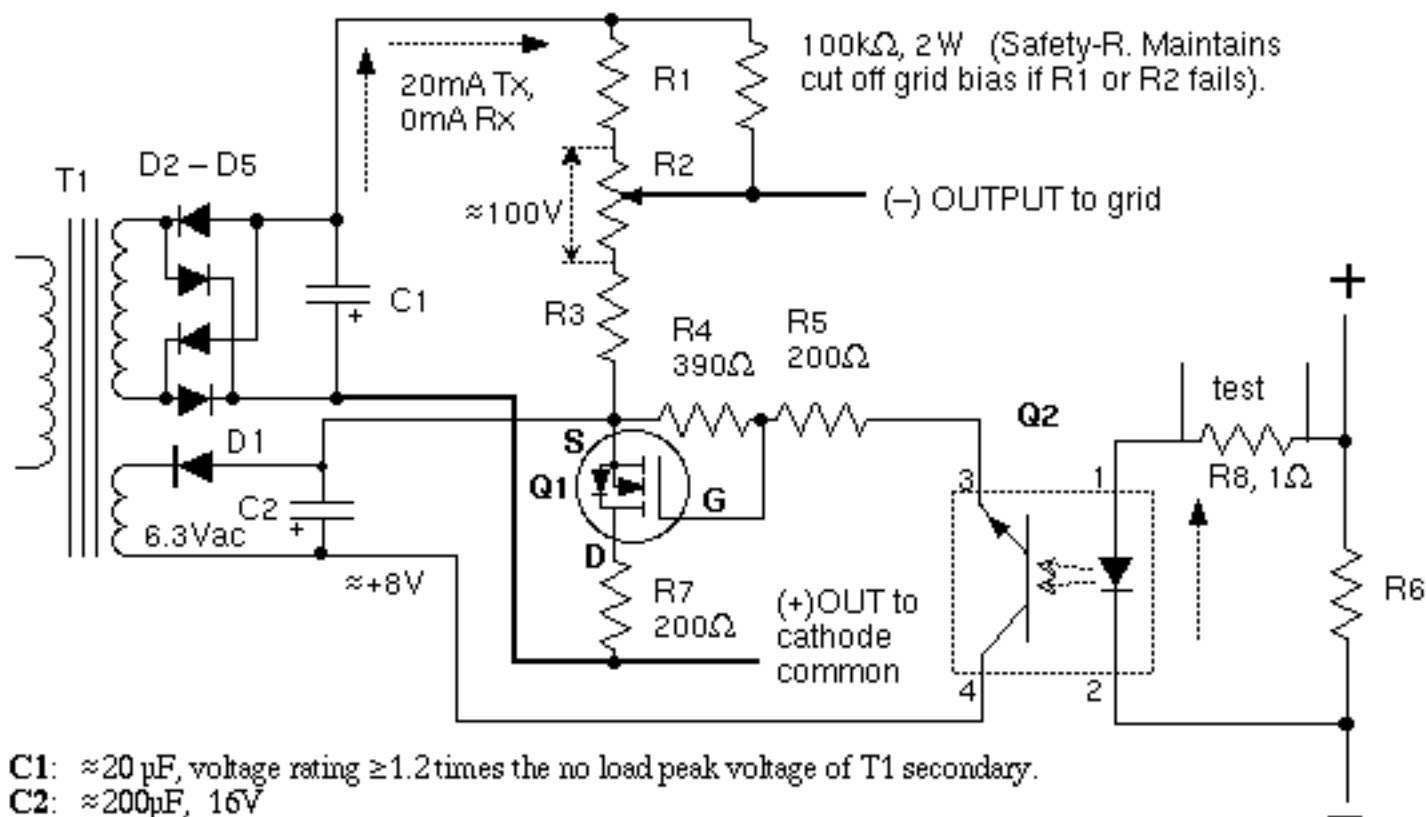 100kΩ, 2W (Safety-R. Maintains
cut off grid bias if R1 or R2 fails).
20mA Tx,
0mA Rx
R1
D2 – D5
R2
T1
≈100V
(–) OUTPUT to grid
C1
+
R3
R4
390Ω
R5
200Ω
+
test
D1
S
Q2
R8, 1Ω
Q1
G
3
1
C2
+
6.3Vac
D
≈+8V
R7
200Ω
(+)OUT to
cathode
common
R6
4
2
C1: ≈20 µF, voltage rating ≥1.2 times the no load peak voltage of T1 secondary.
C2: ≈200µF, 16V